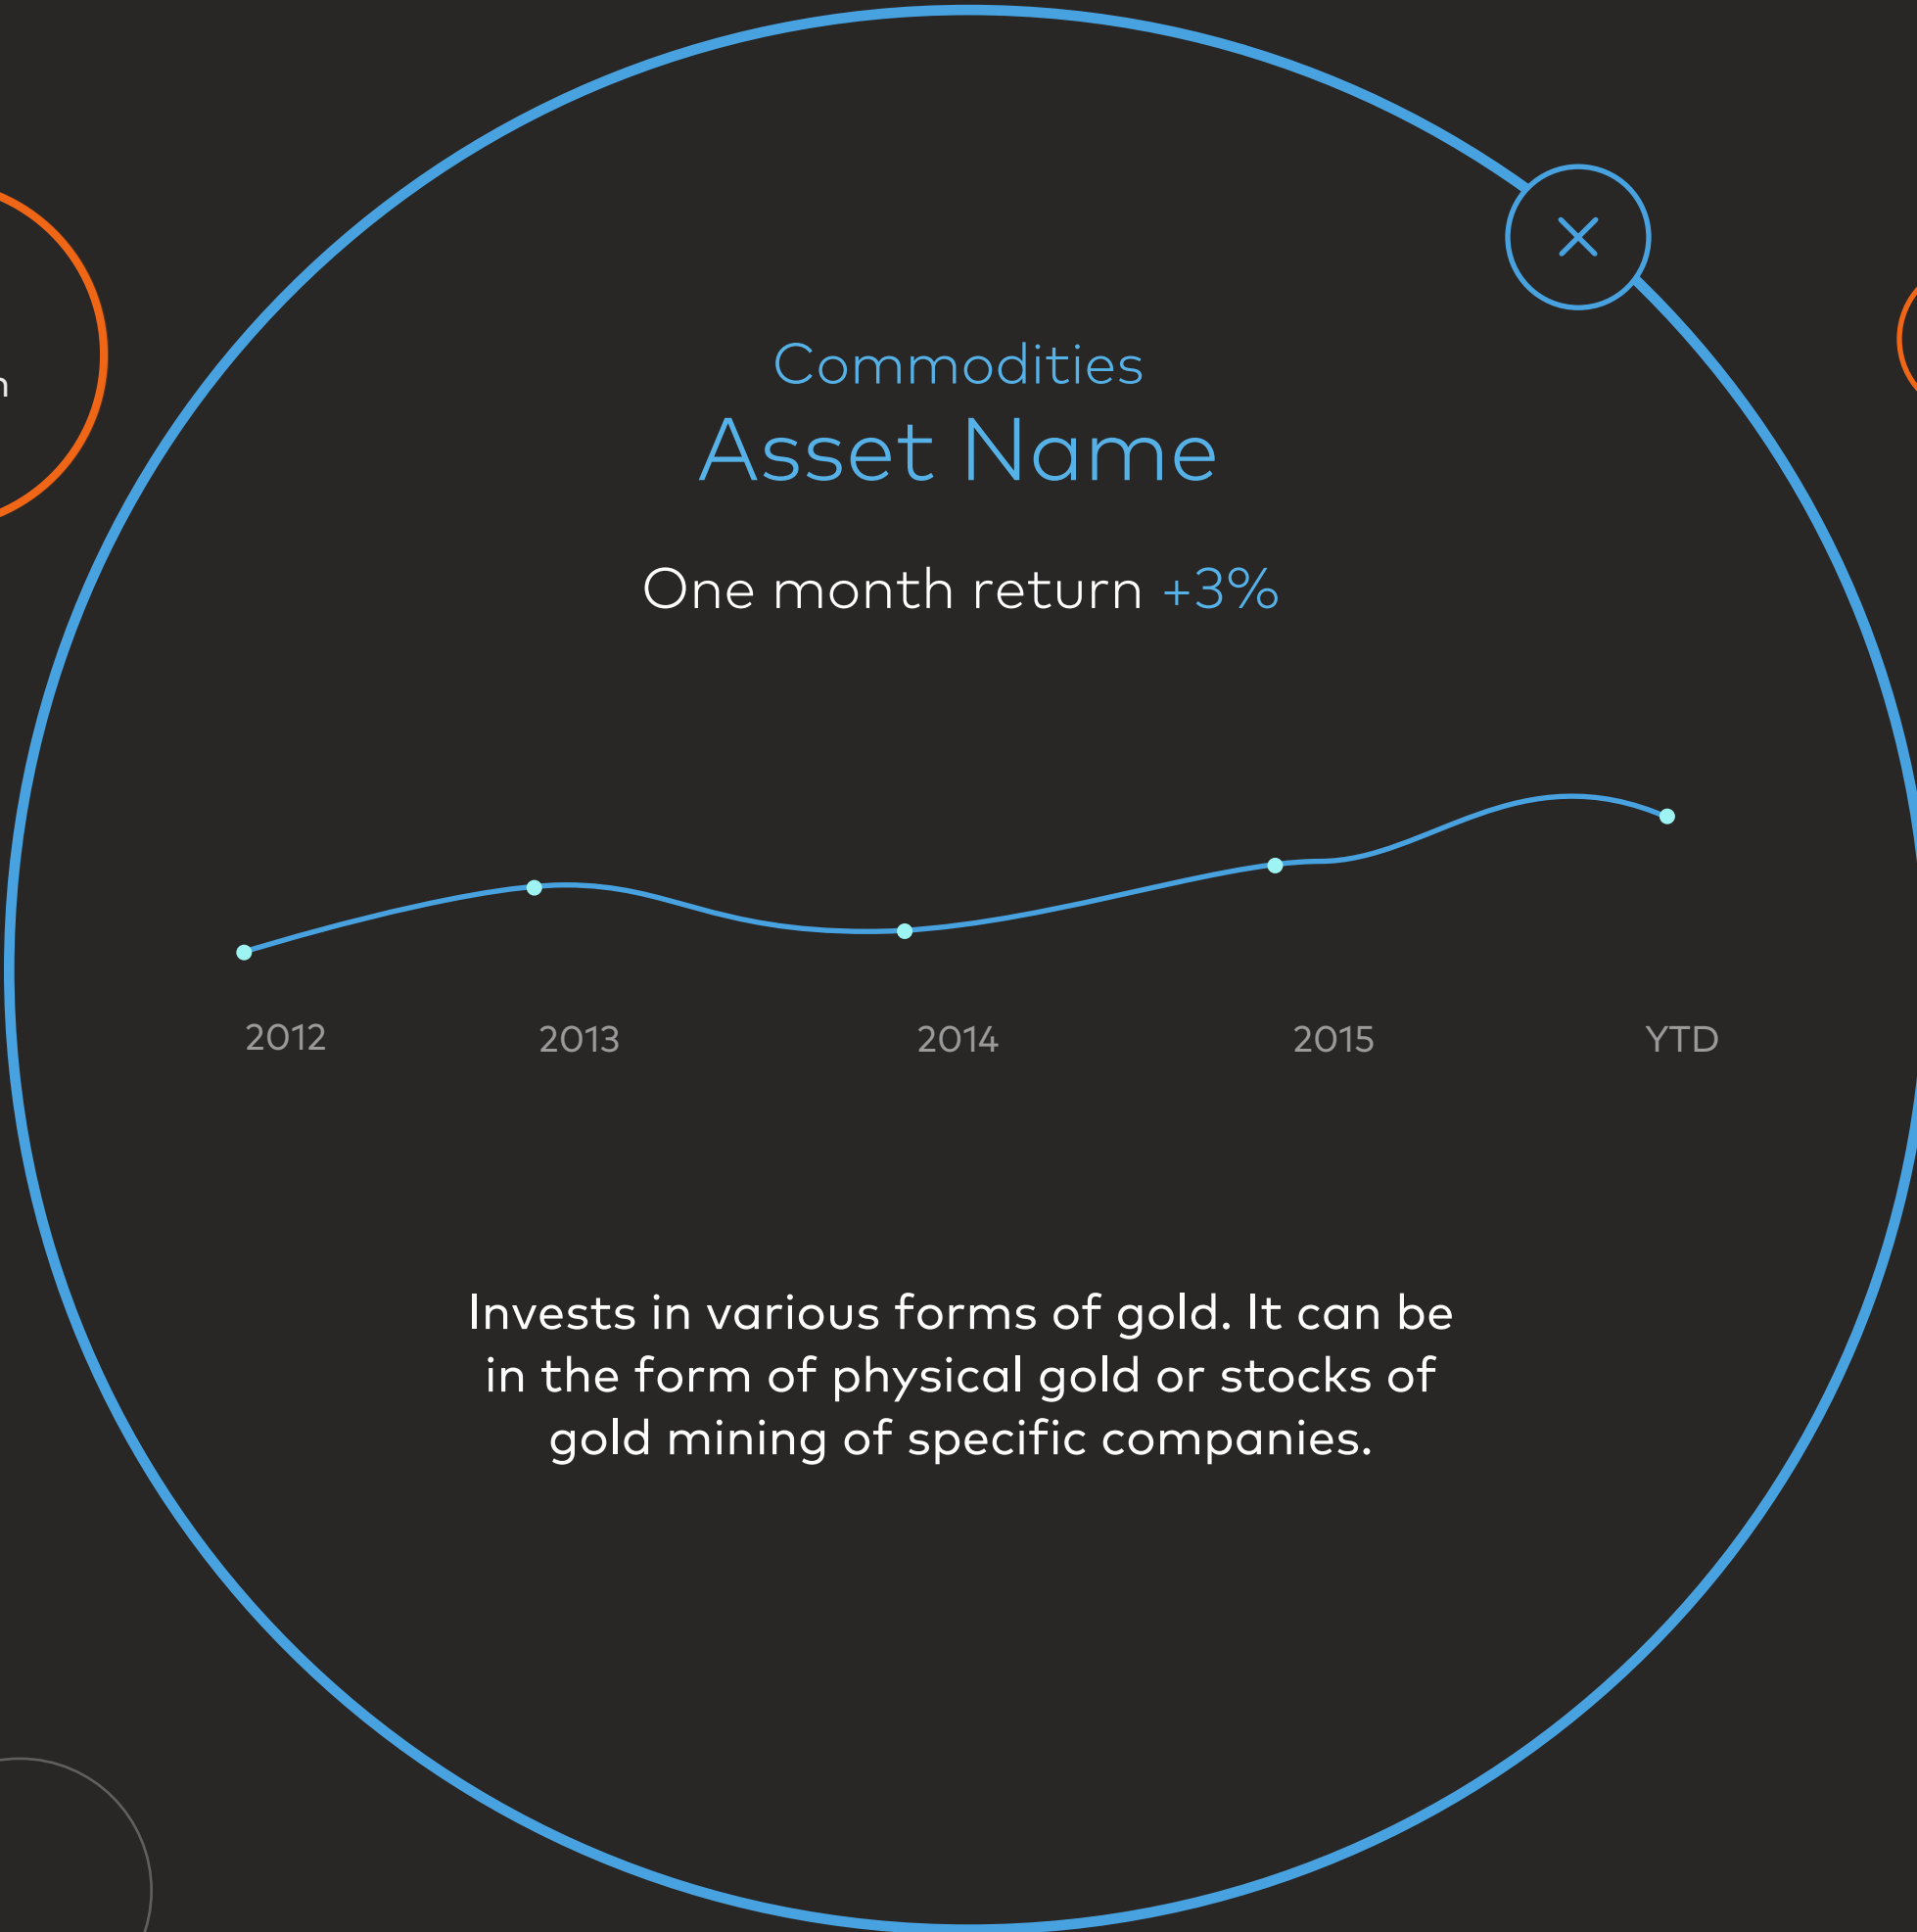 Commodities
Asset Name
One month return +3%
2012 2013 2014 2015 YTD
Invests in various forms of gold. It can be
in the form of physical gold or stocks of
gold mining of specific companies.